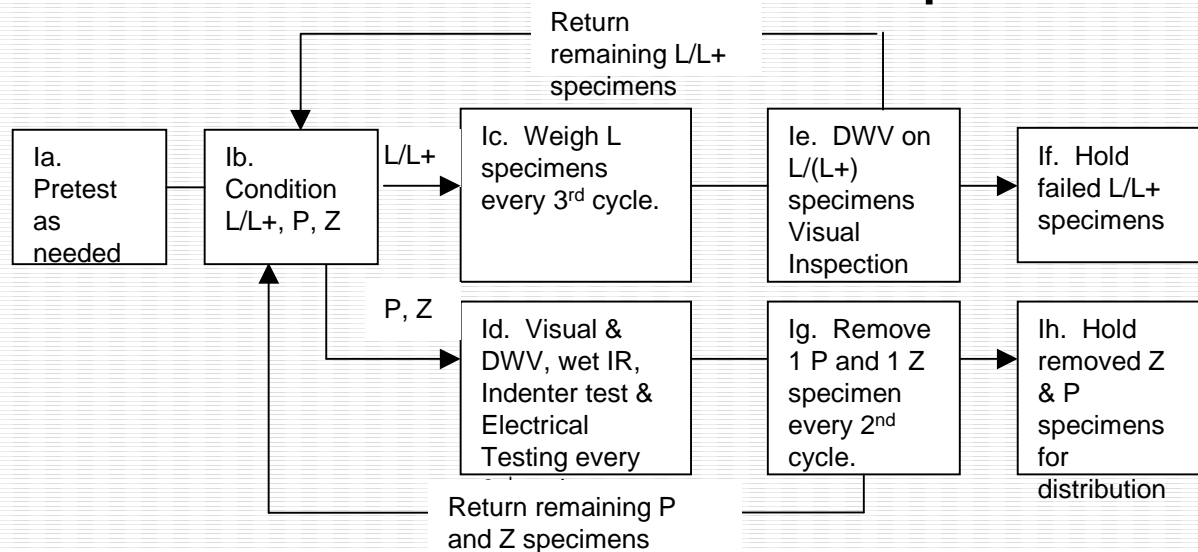 Return
remaining L/L+
specimens
Ia.
Pretest
as
needed
Ib.
Condition
L/L+, P, Z
L/L+
Ic. Weigh L
specimens
every 3rd cycle.
Ie. DWV on
L/(L+)
specimens
Visual
Inspection
If. Hold
failed L/L+
specimens
P, Z
Id. Visual &
DWV, wet IR,
Indenter test &
Electrical
Testing every
Ig. Remove
1 P and 1 Z
specimen
every 2nd
cycle.
Ih. Hold
removed Z
& P
specimens
for
distribution
Return remaining P
and Z specimens